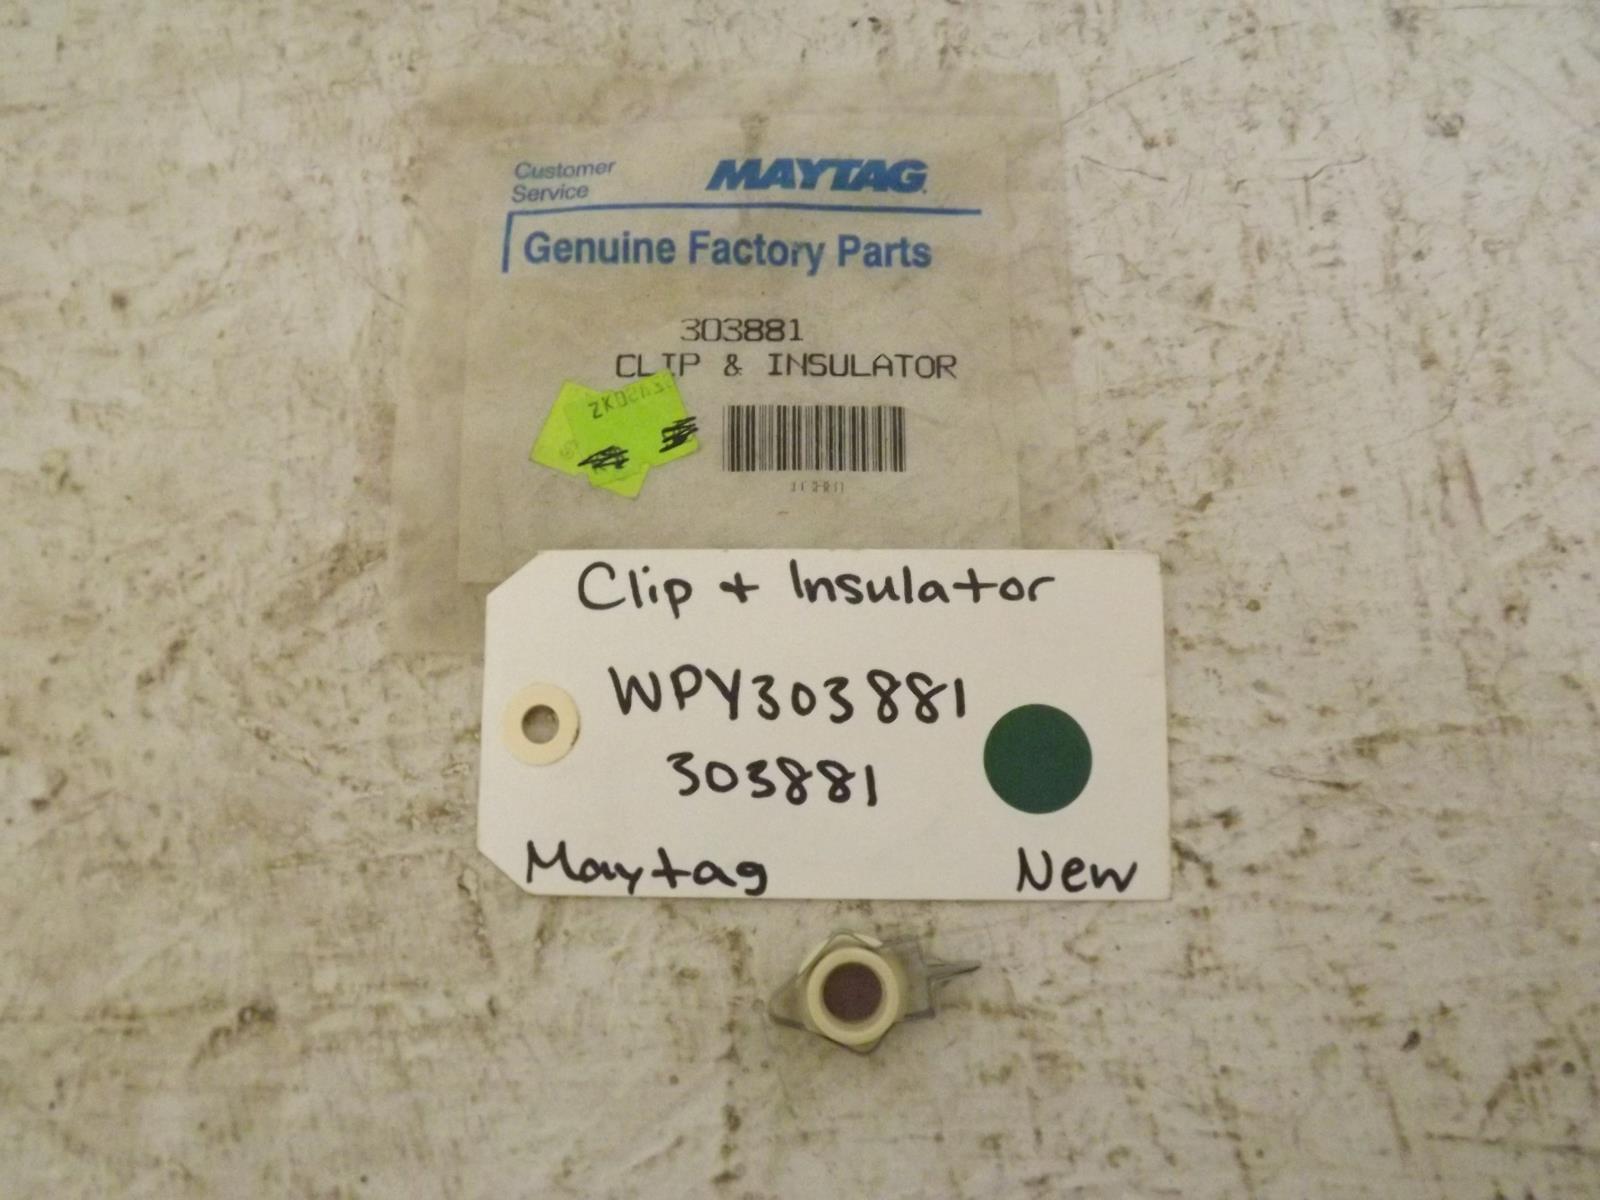 Customer
Service
MAYTAG
Genuine Factory Parts
303881
CLIP & INSULATOR
Clip + Insulator
WPY303881
303881
Maytag
New